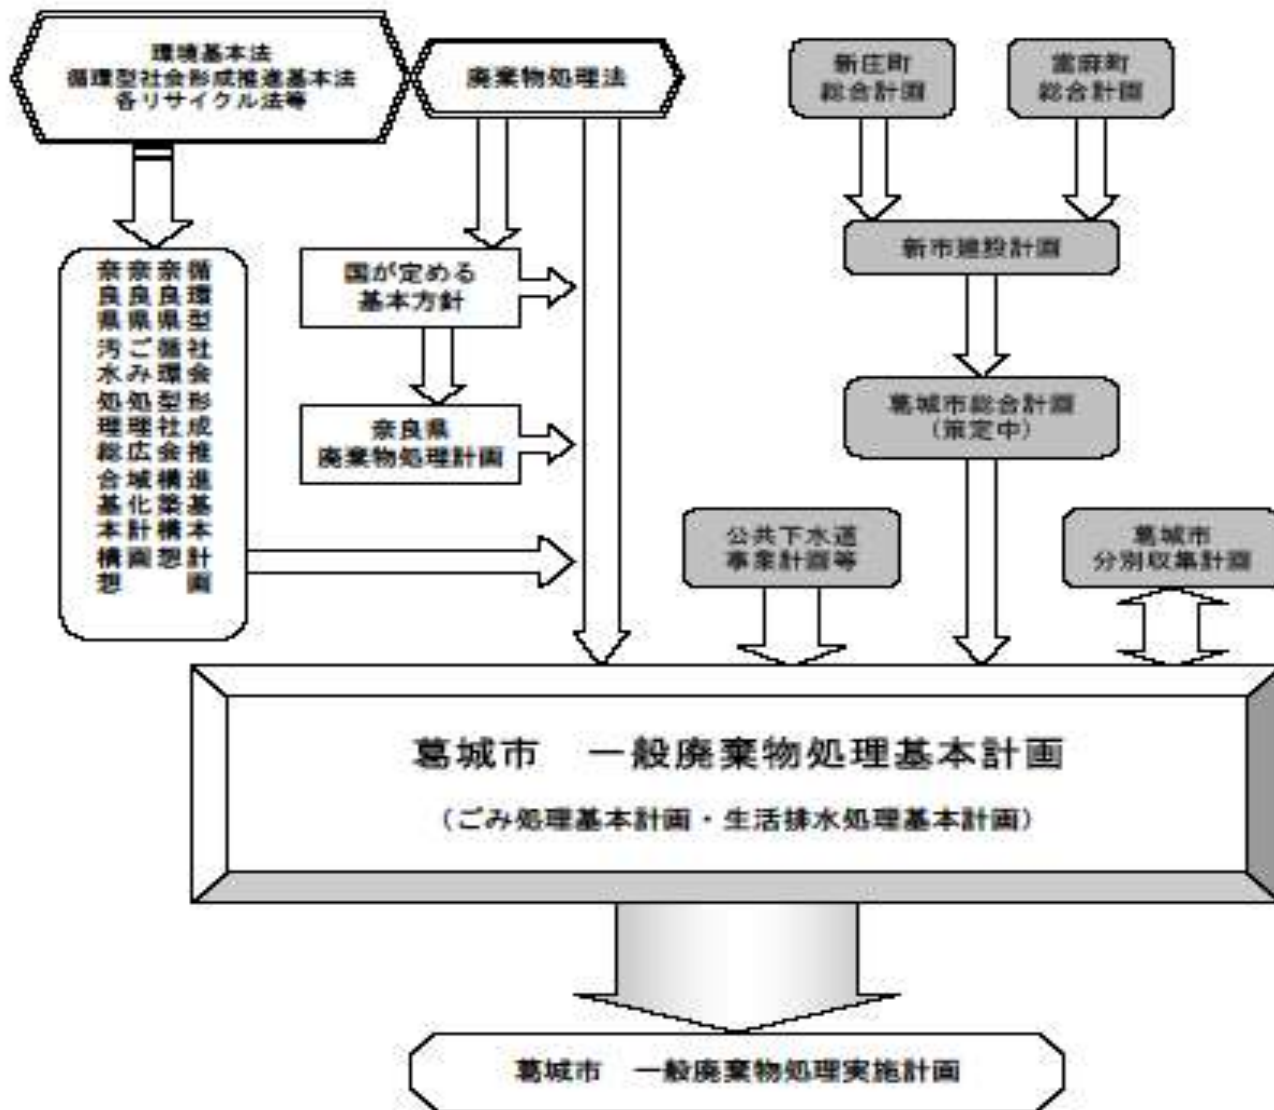 環境基本法
循環型社会形成推進基本法
各リサイクル法等
廃棄物処理法
新庄町
総合計画
當麻町
総合計画
新市建設計画
国が定める
基本方針
循環型社会形成推進基本計画
奈良県循環型社会構築構想
奈良県ごみ処理広域化計画
奈良県汚水処理総合基本構想
奈良県
廃棄物処理計画
葛城市総合計画
(策定中)
公共下水道
事業計画等
葛城市
分別収集計画
葛城市 一般廃棄物処理基本計画
(ごみ処理基本計画・生活排水処理基本計画)
葛城市 一般廃棄物処理実施計画